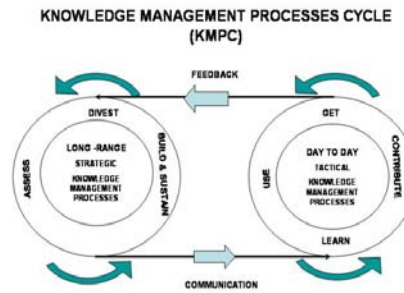 KNOWLEDGE MANAGEMENT PROCESSES CYCLE
(KMPC)
FEEDBACK
DIVEST
ASSESS
BUILD & SUSTAIN
LONG -RANGE
STRATEGIC
KNOWLEDGE
MANAGEMENT
PROCESSES
GET
USE
CONTRIBUTE
DAY TO DAY
TACTICAL
KNOWLEDGE
MANAGEMENT
PROCESSES
LEARN
COMMUNICATION